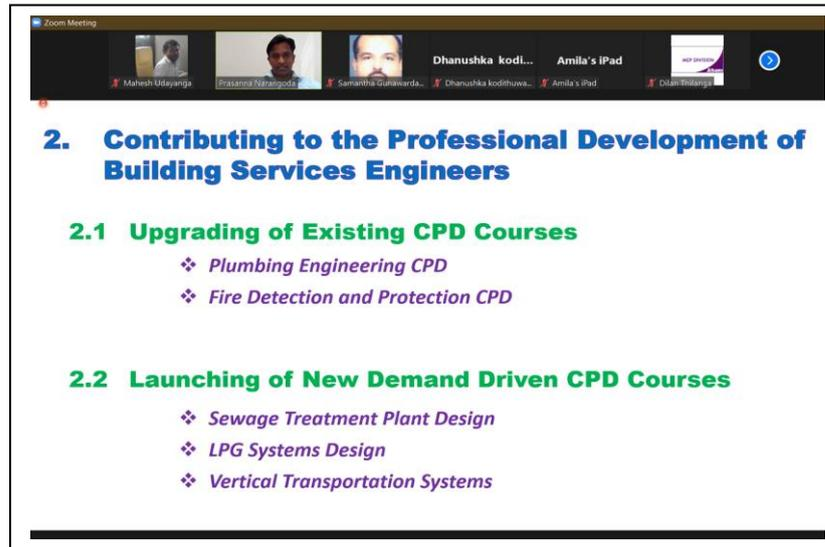 Zoom Meeting
Dhanushka kodi...
Amila's iPad
MEP DIVISION
Mahesh Udayanga
Prasanna Narangoda
Samantha Gunawarda...
Dhanushka kodithuwa...
Amila's iPad
Dilan Thilanga
2. Contributing to the Professional Development of
Building Services Engineers
2.1 Upgrading of Existing CPD Courses
❖ Plumbing Engineering CPD
❖ Fire Detection and Protection CPD
2.2 Launching of New Demand Driven CPD Courses
❖ Sewage Treatment Plant Design
❖ LPG Systems Design
❖ Vertical Transportation Systems